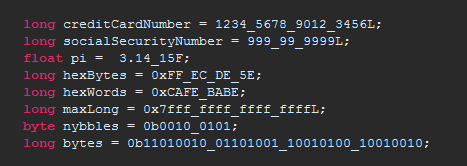 long creditCardNumber = 1234_5678_9012_3456L;
long socialSecurityNumber = 999_99_9999L;
float pi =  3.14_15F;
long hexBytes = 0xFF_EC_DE_5E;
long hexWords = 0xCAFE_BABE;
long maxLong = 0x7fff_ffff_ffff_ffffL;
byte nybbles = 0b0010_0101;
long bytes = 0b11010010_01101001_10010100_10010010;